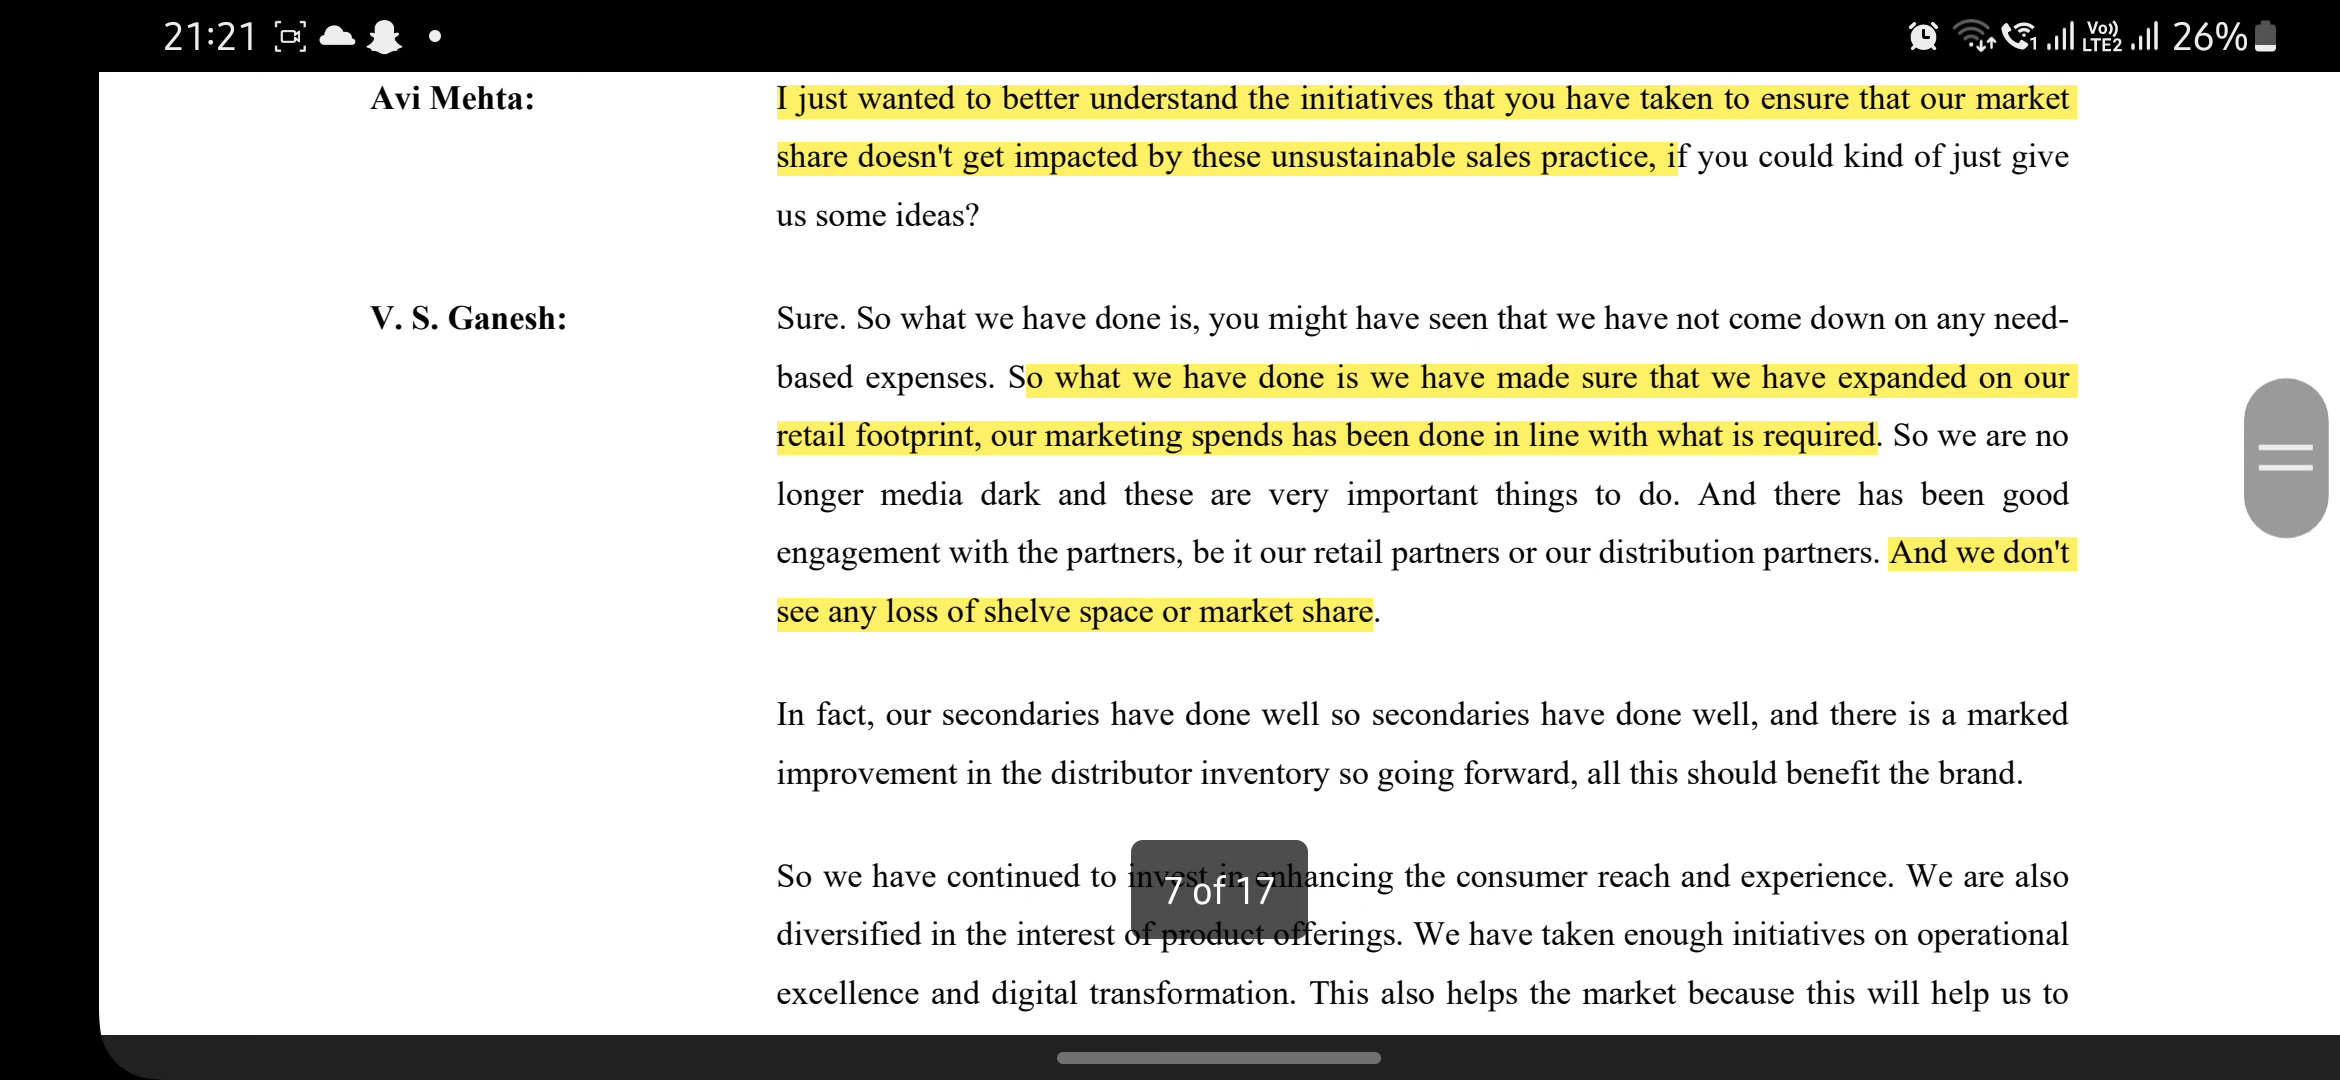 21:21
1 Vo)) LTE2 26%
Avi Mehta: I just wanted to better understand the initiatives that you have taken to ensure that our market
share doesn't get impacted by these unsustainable sales practice, if you could kind of just give
us some ideas?
V. S. Ganesh: Sure. So what we have done is, you might have seen that we have not come down on any need-
based expenses. So what we have done is we have made sure that we have expanded on our
retail footprint, our marketing spends has been done in line with what is required. So we are no
longer media dark and these are very important things to do. And there has been good
engagement with the partners, be it our retail partners or our distribution partners. And we don't
see any loss of shelve space or market share.
In fact, our secondaries have done well so secondaries have done well, and there is a marked
improvement in the distributor inventory so going forward, all this should benefit the brand.
So we have continued to invest in enhancing the consumer reach and experience. We are also
7 of 17
diversified in the interest of product offerings. We have taken enough initiatives on operational
excellence and digital transformation. This also helps the market because this will help us to